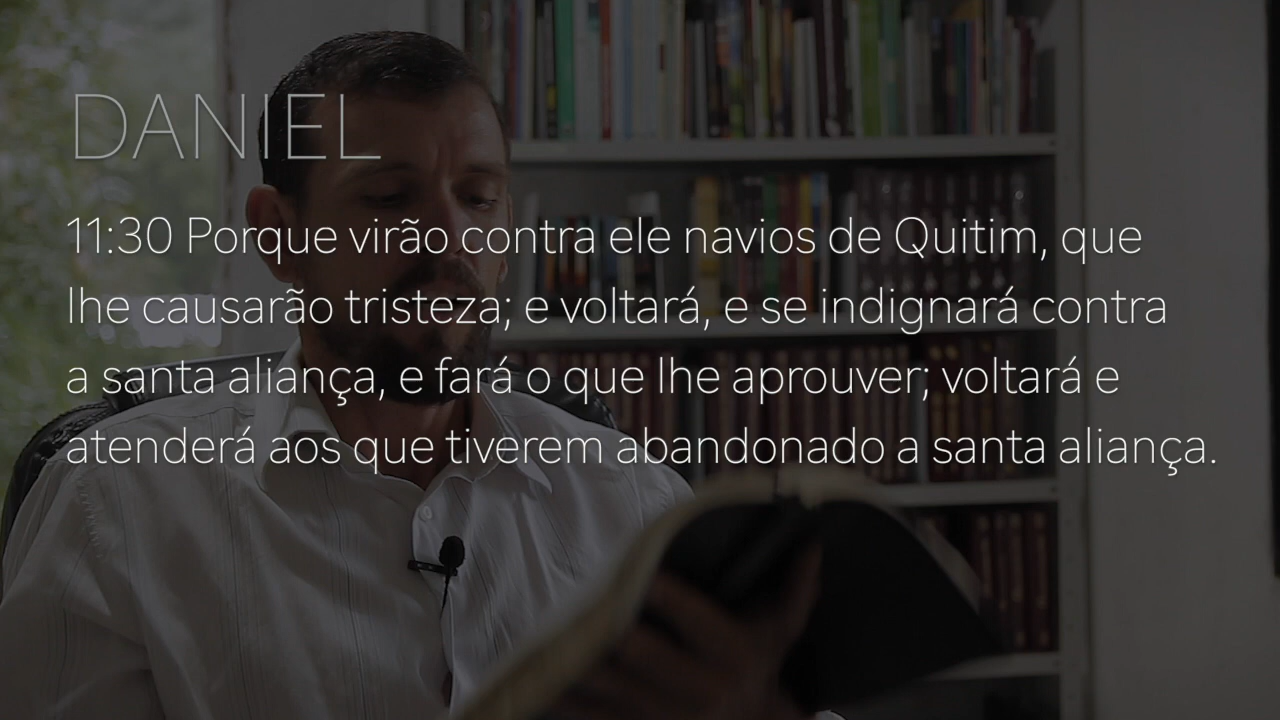 DANIEL
11:30 Porque virão contra ele navios de Quitim, que
lhe causarão tristeza; e voltará, e se indignará contra
a santa aliança, e fará o que lhe aprouver; voltará e
atenderá aos que tiverem abandonado a santa aliança.